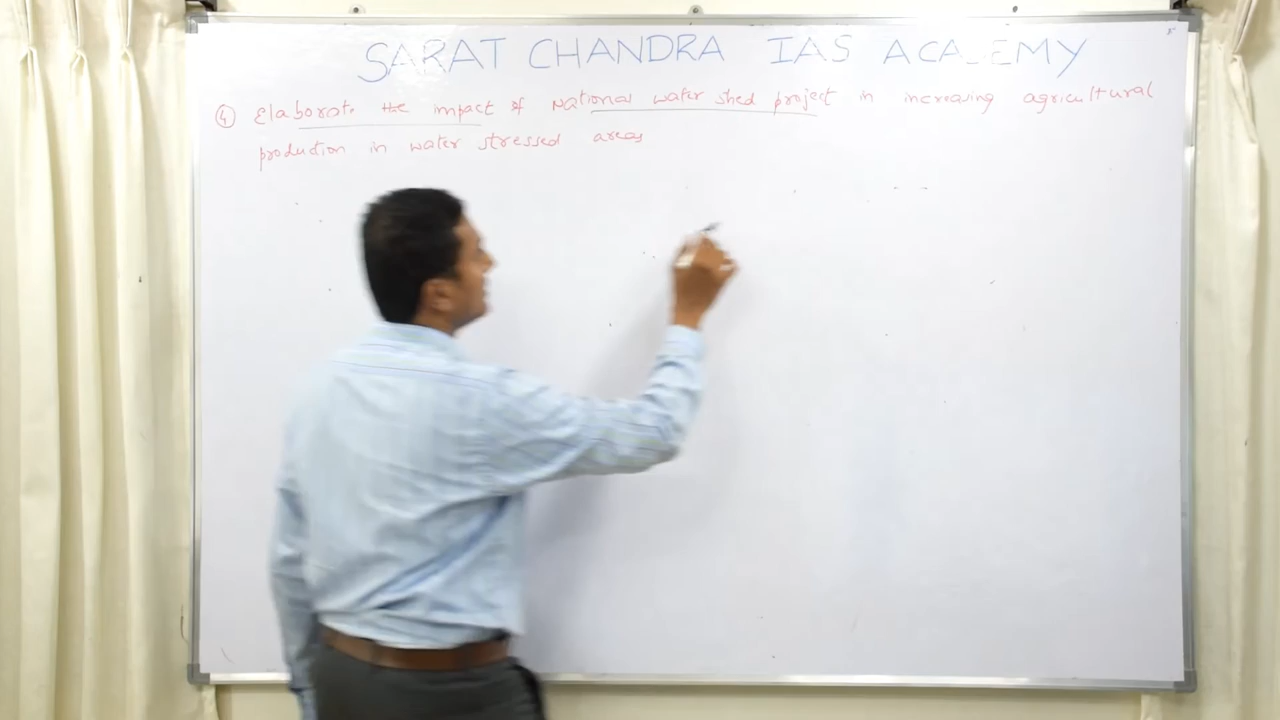 SARAT CHANDRA IAS ACADEMY
④ Elaborate the impact of National water shed project in increasing agricultural
production in water stressed areas